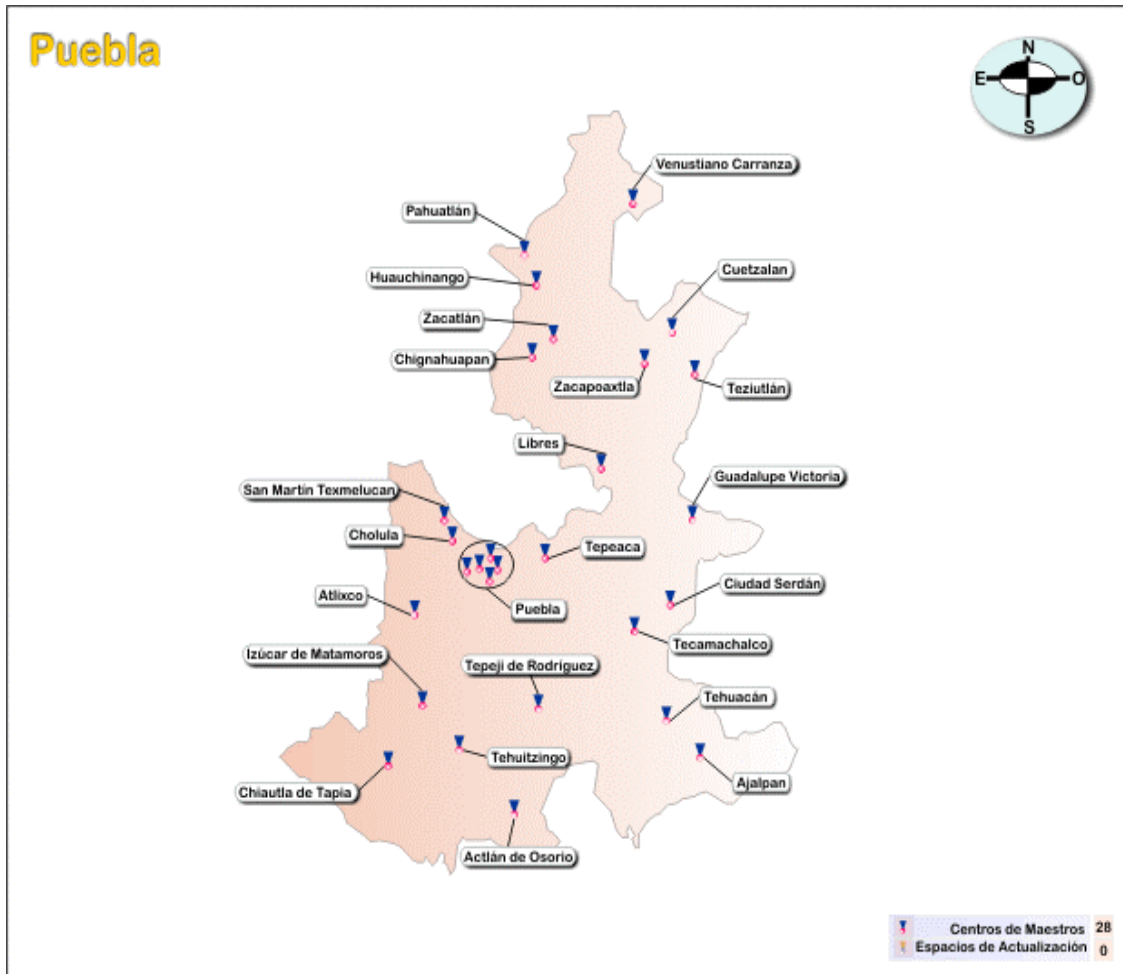 Puebla
N
E O
S
Venustiano Carranza
Pahuatlán
Cuetzalan
Huauchinango
Zacatlán
Chignahuapan
Zacapoaxtla
Teziutlán
Libres
Guadalupe Victoria
San Martín Texmelucan
Cholula
Tepeaca
Ciudad Serdán
Atlixco
Puebla
Tecamachalco
Izúcar de Matamoros
Tepeji de Rodríguez
Tehuacán
Tehuitzingo
Ajalpan
Chiautla de Tapia
Actlán de Osorio
Centros de Maestros 28
Espacios de Actualización 0